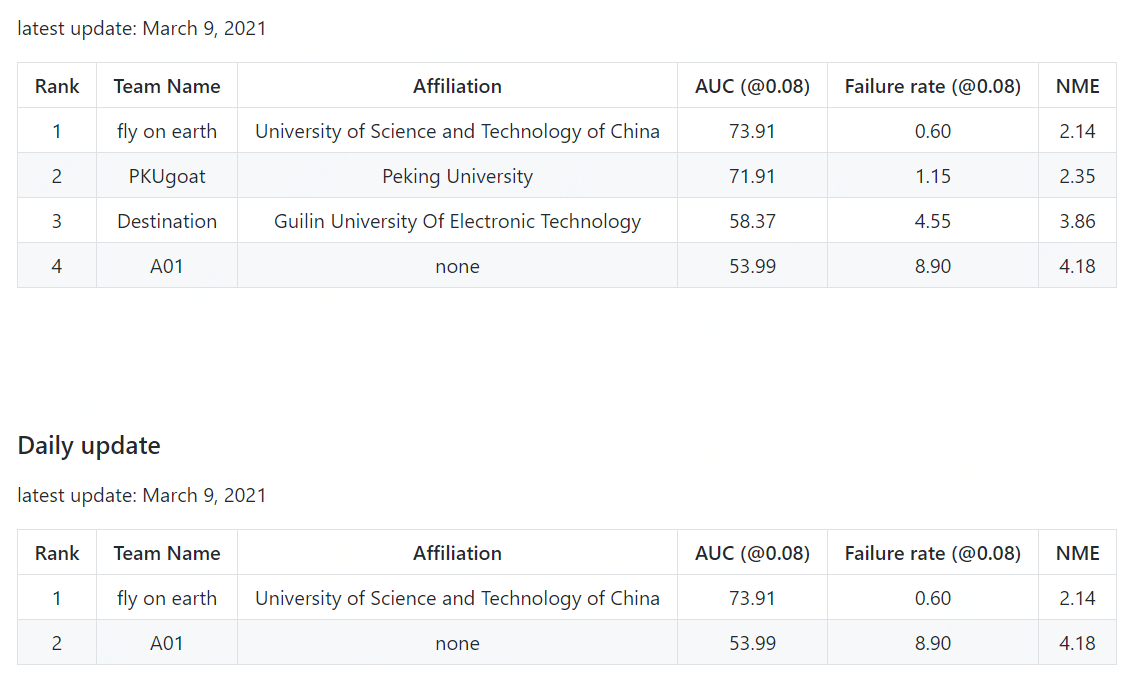 latest update: March 9, 2021
Rank Team Name Affiliation AUC (@0.08) Failure rate (@0.08) NME
1 fly on earth University of Science and Technology of China 73.91 0.60 2.14
2 PKUgoat Peking University 71.91 1.15 2.35
3 Destination Guilin University Of Electronic Technology 58.37 4.55 3.86
4 A01 none 53.99 8.90 4.18
Daily update
latest update: March 9, 2021
Rank Team Name Affiliation AUC (@0.08) Failure rate (@0.08) NME
1 fly on earth University of Science and Technology of China 73.91 0.60 2.14
2 A01 none 53.99 8.90 4.18